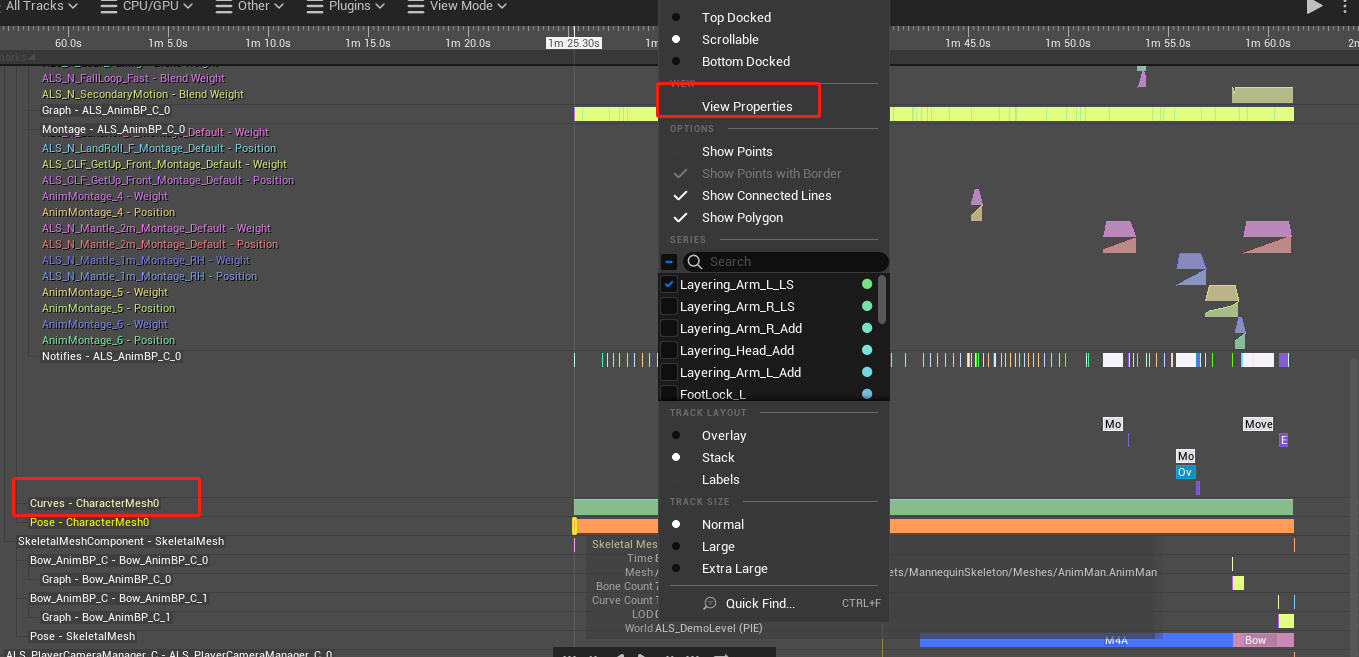 All Tracks
CPU/GPU
Other
Plugins
View Mode
60.0s
1m 5.0s
1m 10.0s
1m 15.0s
1m 20.0s
1m 25.30s
1m 45.0s
1m 50.0s
1m 55.0s
1m 60.0s
ALS_N_FallLoop_Fast - Blend Weight
ALS_N_SecondaryMotion - Blend Weight
Graph - ALS_AnimBP_C_0
Montage - ALS_AnimBP_C_0
Default - Weight
ALS_N_LandRoll_F_Montage_Default - Position
ALS_CLF_GetUp_Front_Montage_Default - Weight
ALS_CLF_GetUp_Front_Montage_Default - Position
AnimMontage_4 - Weight
AnimMontage_4 - Position
ALS_N_Mantle_2m_Montage_Default - Weight
ALS_N_Mantle_2m_Montage_Default - Position
ALS_N_Mantle_1m_Montage_RH - Weight
ALS_N_Mantle_1m_Montage_RH - Position
AnimMontage_5 - Weight
AnimMontage_5 - Position
AnimMontage_6 - Weight
AnimMontage_6 - Position
Notifies - ALS_AnimBP_C_0
Curves - CharacterMesh0
Pose - CharacterMesh0
SkeletalMeshComponent - SkeletalMesh
Bow_AnimBP_C - Bow_AnimBP_C_0
Graph - Bow_AnimBP_C_0
Bow_AnimBP_C - Bow_AnimBP_C_1
Graph - Bow_AnimBP_C_1
Pose - SkeletalMesh
ALS_PlayerCameraManager_C - ALS_PlayerCameraManager_C_0
Top Docked
Scrollable
Bottom Docked
VIEW
View Properties
OPTIONS
Show Points
Show Points with Border
Show Connected Lines
Show Polygon
SERIES
Search
Layering_Arm_L_LS
Layering_Arm_R_LS
Layering_Arm_R_Add
Layering_Head_Add
Layering_Arm_L_Add
FootLock_L
TRACK LAYOUT
Overlay
Stack
Labels
TRACK SIZE
Normal
Large
Extra Large
Quick Find... CTRL+F
Mo
Move
E
Mo
Ov
Skeletal Mes
Time
Mesh ets/MannequinSkeleton/Meshes/AnimMan.AnimMan
Bone Count
Curve Count
LOD
World ALS_DemoLevel (PIE)
M4A
Bow